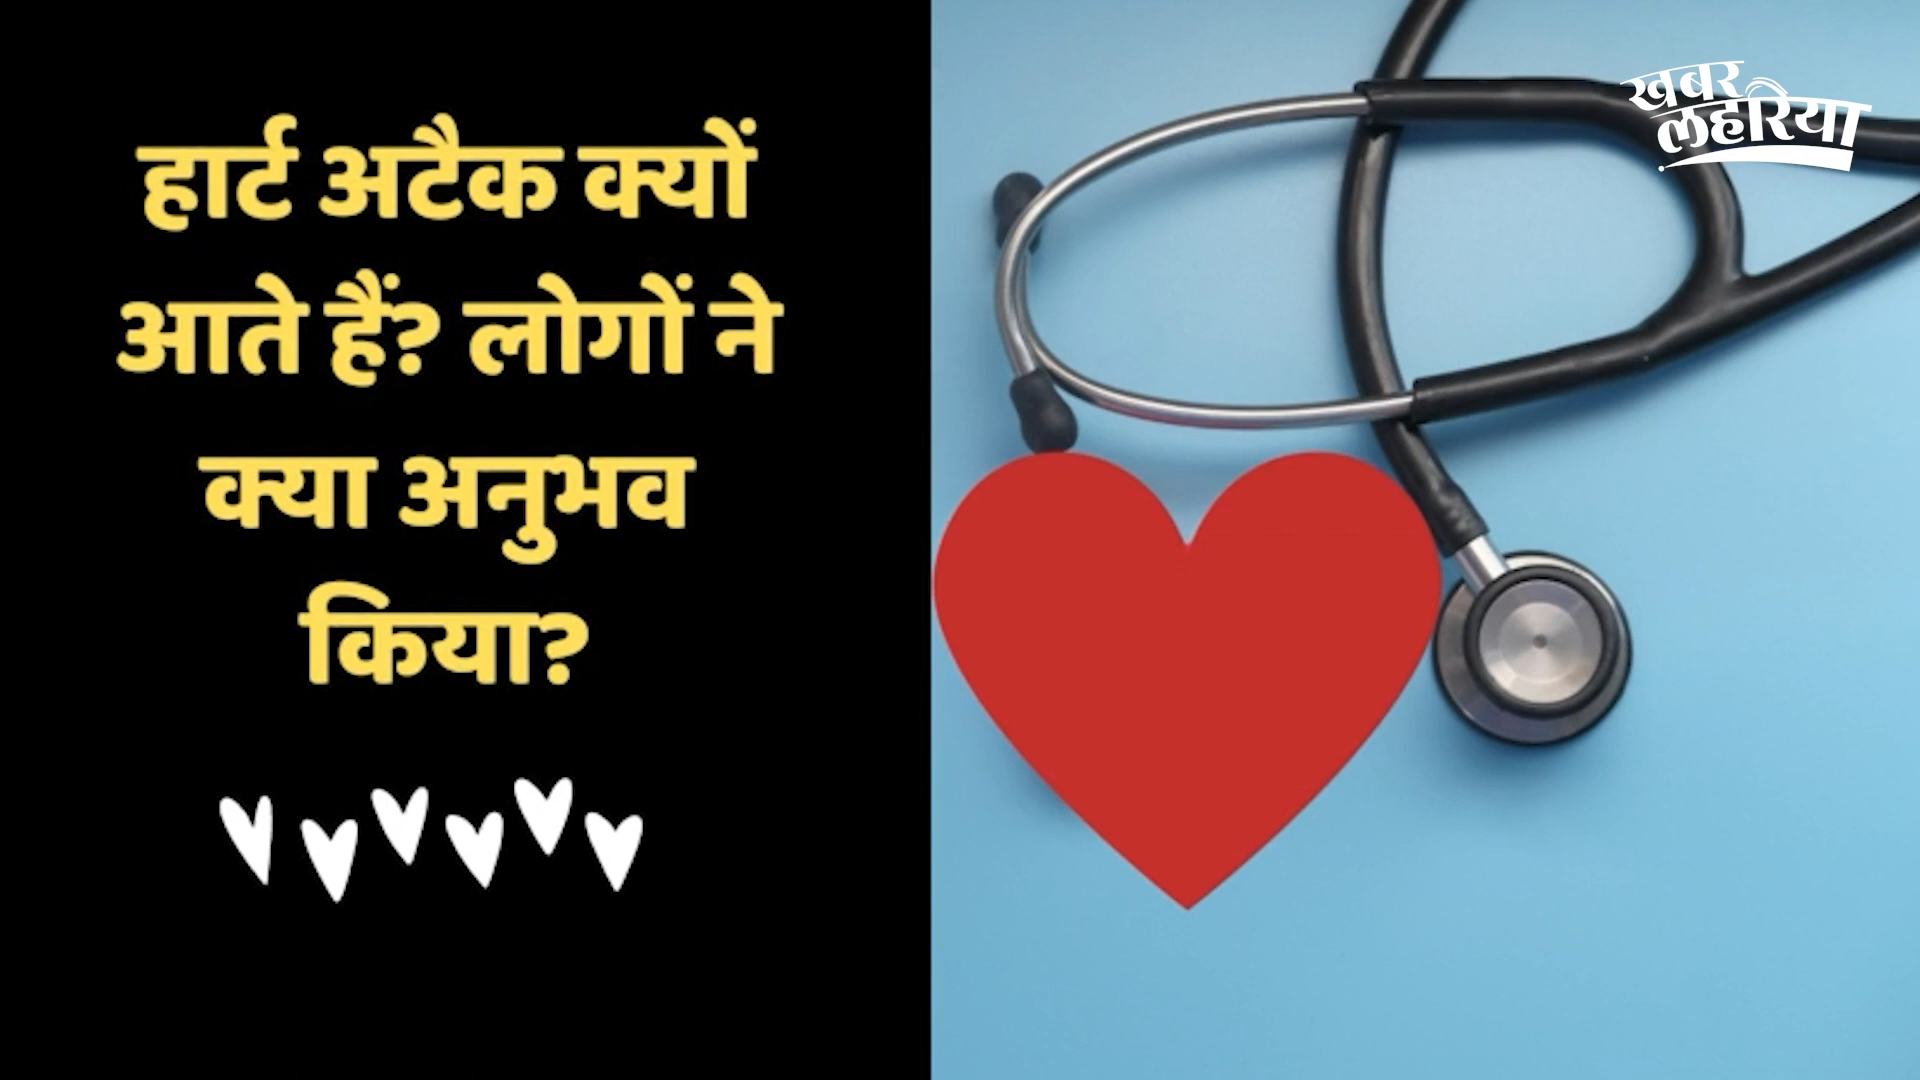 हार्ट अटैक क्यों
आते हैं? लोगों ने
क्या अनुभव
किया?
खबर
लहरिया